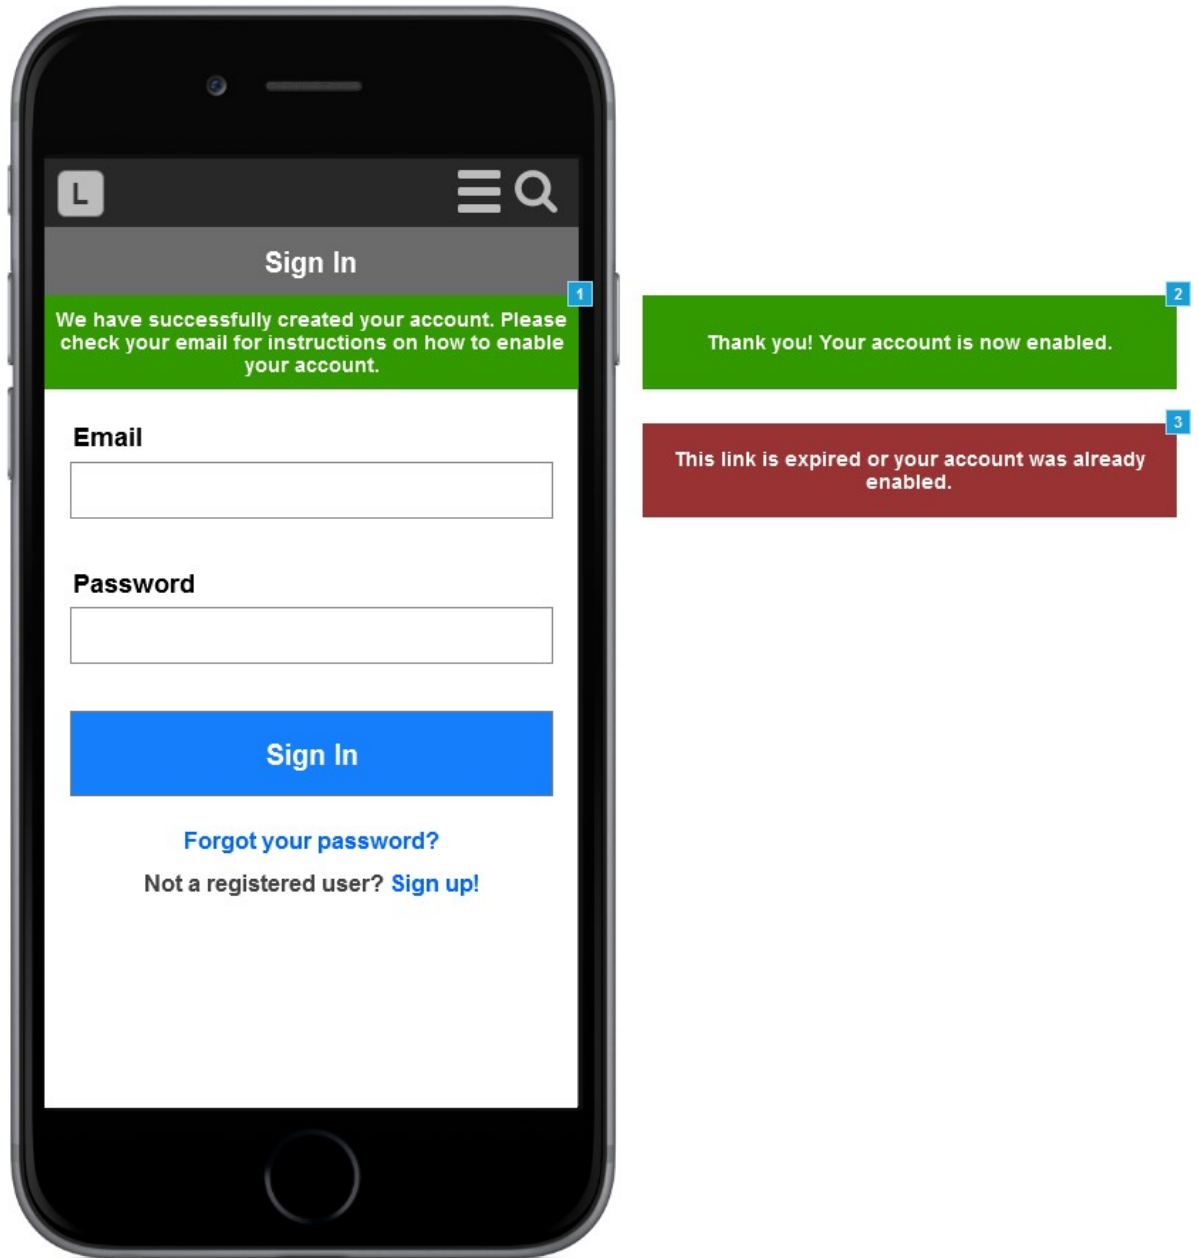 L
Sign In
1
We have successfully created your account. Please
check your email for instructions on how to enable
your account.
Email
Password
Sign In
Forgot your password?
Not a registered user? Sign up!
2
Thank you! Your account is now enabled.
3
This link is expired or your account was already
enabled.